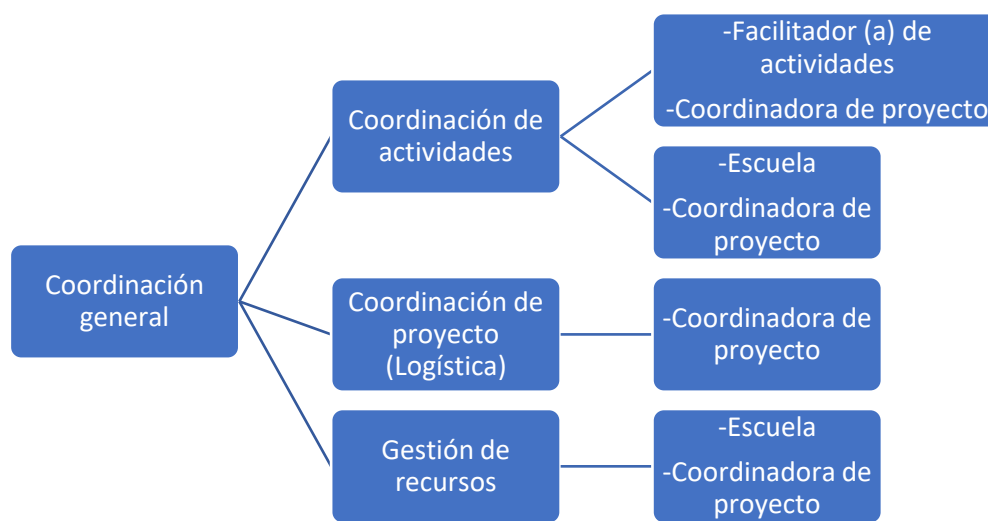 Coordinación
general
Coordinación de
actividades
-Facilitador (a) de
actividades
-Coordinadora de proyecto
-Escuela
-Coordinadora de
proyecto
Coordinación de
proyecto
(Logística)
-Coordinadora de
proyecto
Gestión de
recursos
-Escuela
-Coordinadora de
proyecto